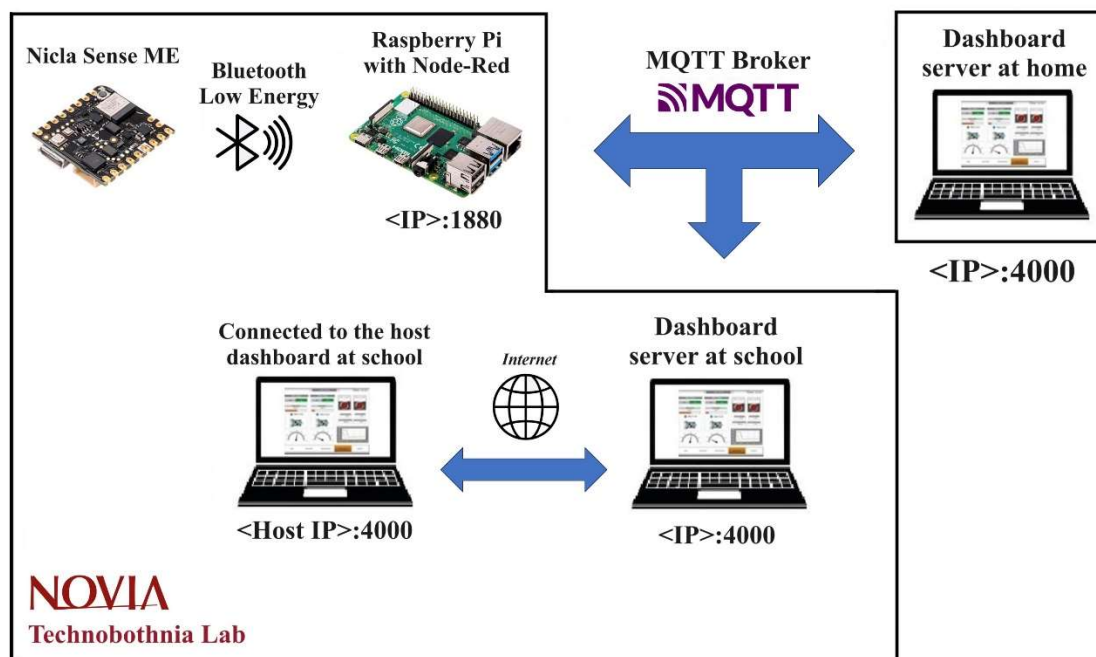 Nicla Sense ME
Bluetooth
Low Energy
Raspberry Pi
with Node-Red
<IP>:1880
MQTT Broker
MQTT
Dashboard
server at home
<IP>:4000
Connected to the host
dashboard at school
<Host IP>:4000
Internet
Dashboard
server at school
<IP>:4000
NOVIA
Technobothnia Lab